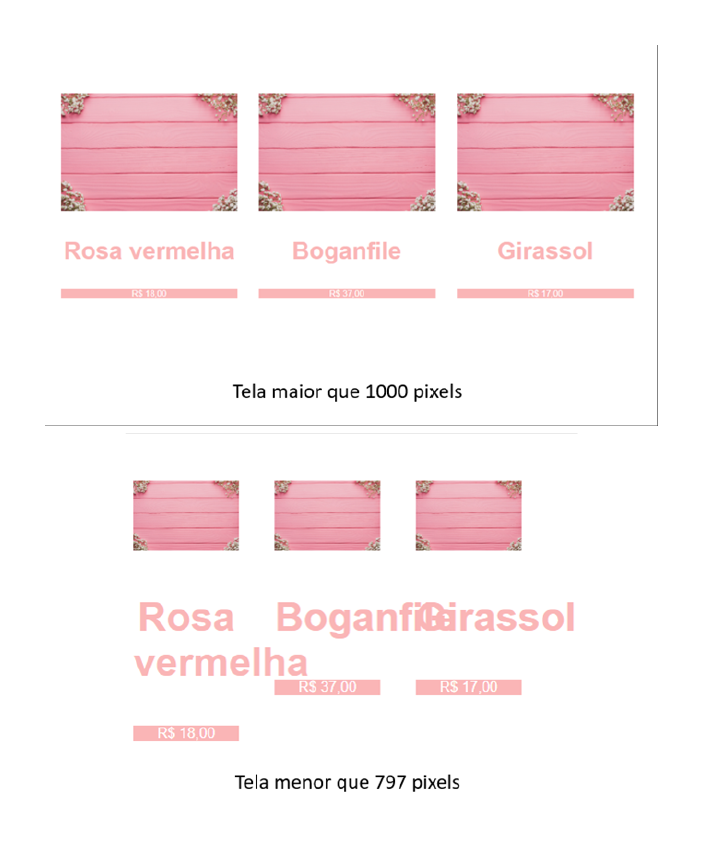 Rosa vermelha Boganfile Girassol
R$ 18,00 R$ 37,00 R$ 17,00
Tela maior que 1000 pixels
Rosa Boganfile Girassol
vermelha
R$ 37,00 R$ 17,00
R$ 18,00
Tela menor que 797 pixels